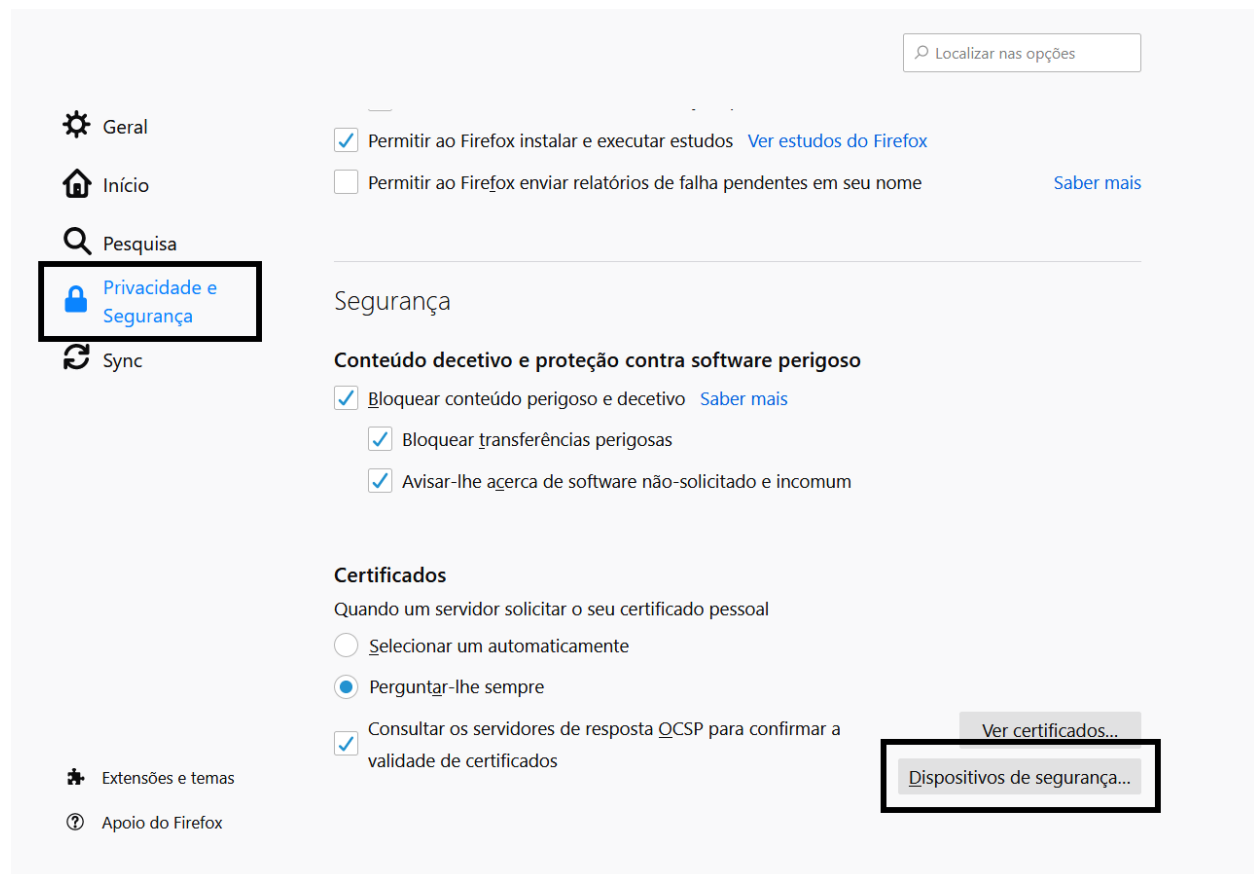 Localizar nas opções
Geral
Início
Pesquisa
Privacidade e
Segurança
Sync
Extensões e temas
Apoio do Firefox
Permitir ao Firefox instalar e executar estudos Ver estudos do Firefox
Permitir ao Firefox enviar relatórios de falha pendentes em seu nome Saber mais
Segurança
Conteúdo decetivo e proteção contra software perigoso
Bloquear conteúdo perigoso e decetivo Saber mais
Bloquear transferências perigosas
Avisar-lhe acerca de software não-solicitado e incomum
Certificados
Quando um servidor solicitar o seu certificado pessoal
Selecionar um automaticamente
Perguntar-lhe sempre
Consultar os servidores de resposta OCSP para confirmar a
validade de certificados
Ver certificados...
Dispositivos de segurança...